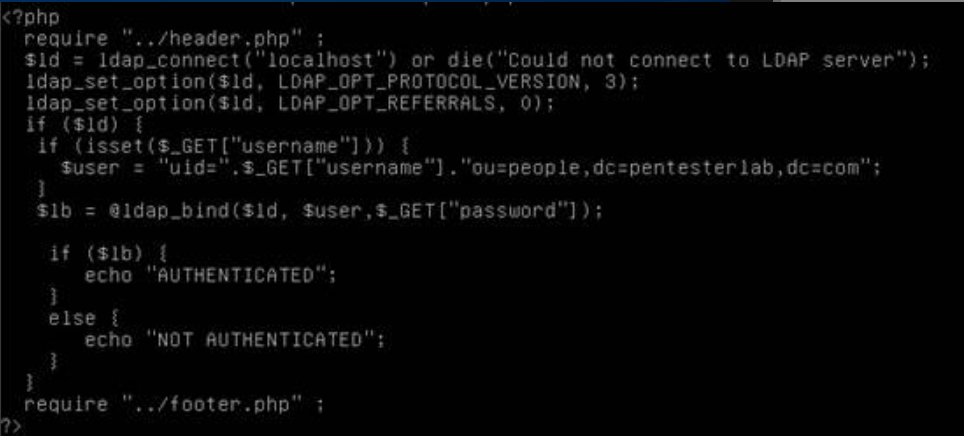 <?php
require "../header.php" ;
$ld = ldap_connect("localhost") or die("Could not connect to LDAP server");
ldap_set_option($ld, LDAP_OPT_PROTOCOL_VERSION, 3);
ldap_set_option($ld, LDAP_OPT_REFERRALS, 0);
if ($ld) {
if (isset($_GET["username"])) {
$user = "uid=".$_GET["username"]."ou=people,dc=pentesterlab,dc=com";
}
$lb = @ldap_bind($ld, $user,$_GET["password"]);
if ($lb) {
echo "AUTHENTICATED";
}
else {
echo "NOT AUTHENTICATED";
}
}
require "../footer.php" ;
?>